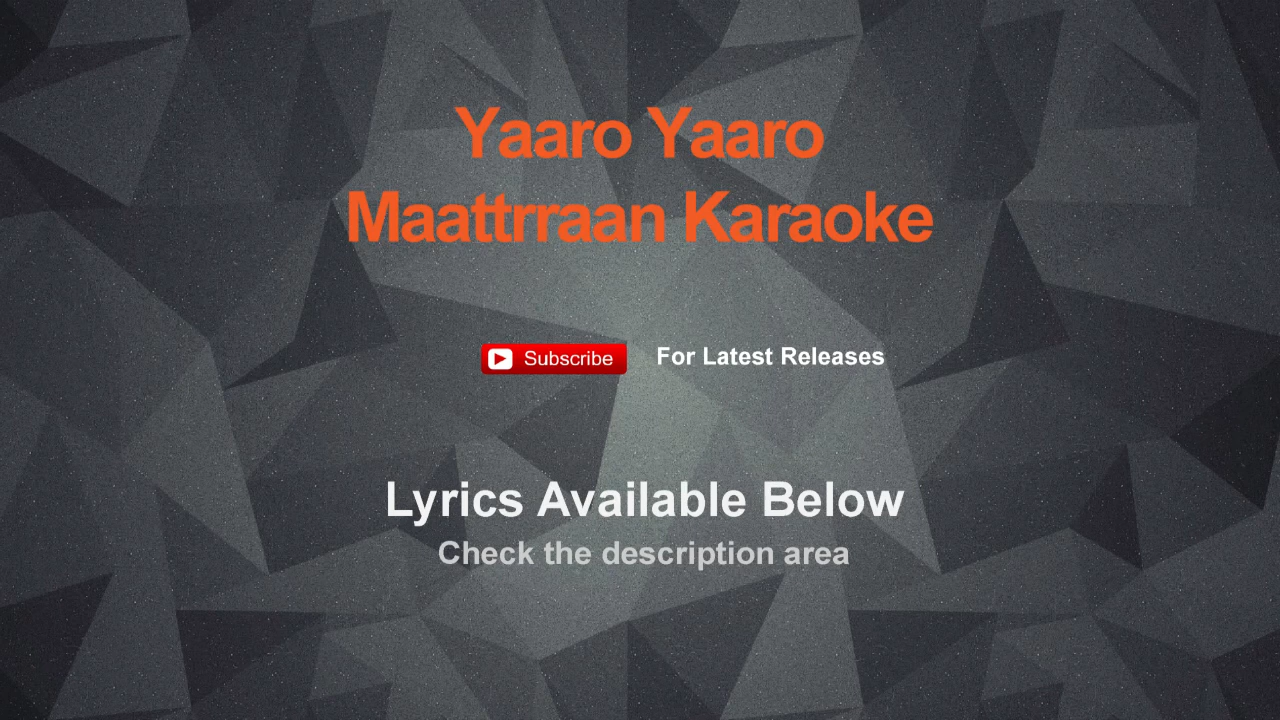 Yaaro Yaaro
Maattrraan Karaoke
Subscribe For Latest Releases
Lyrics Available Below
Check the description area